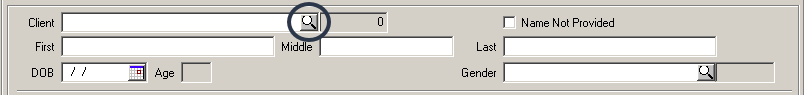 Client 0 Name Not Provided
First Middle Last
DOB / / Age Gender